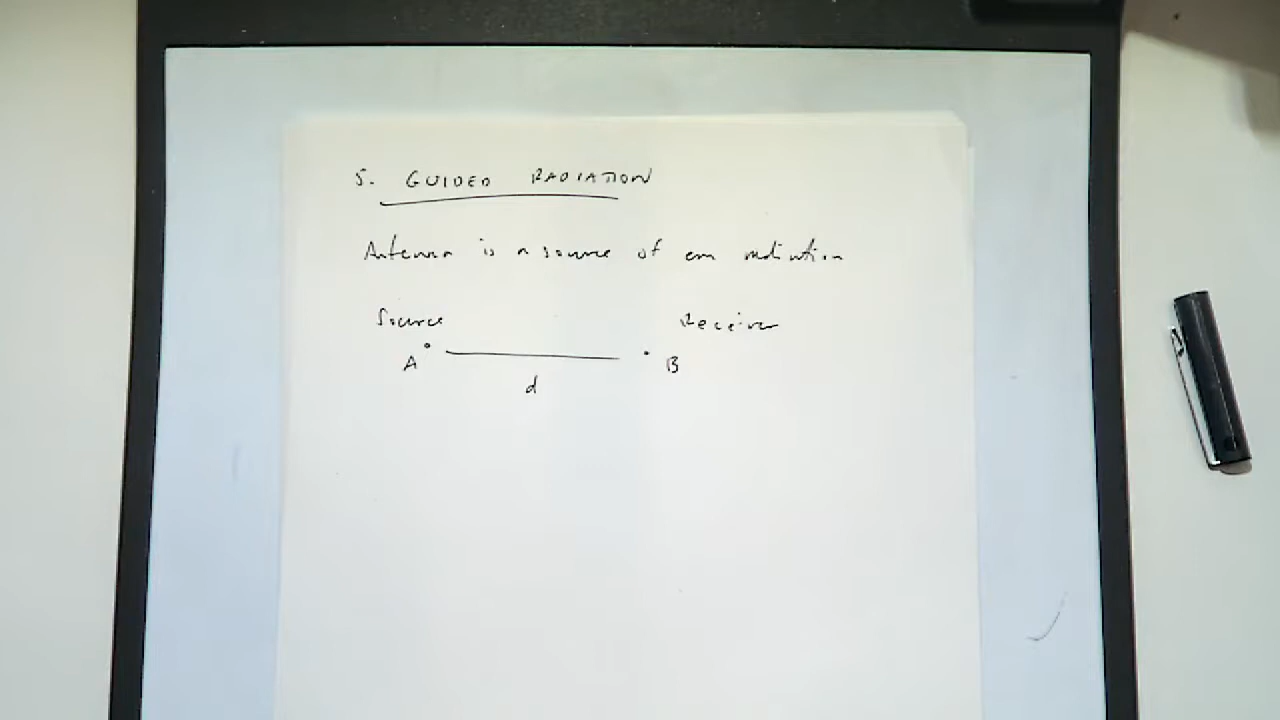 5. GUIDED RADIATION
Antenna is a source of em radiation
Source Receiver
A B
d